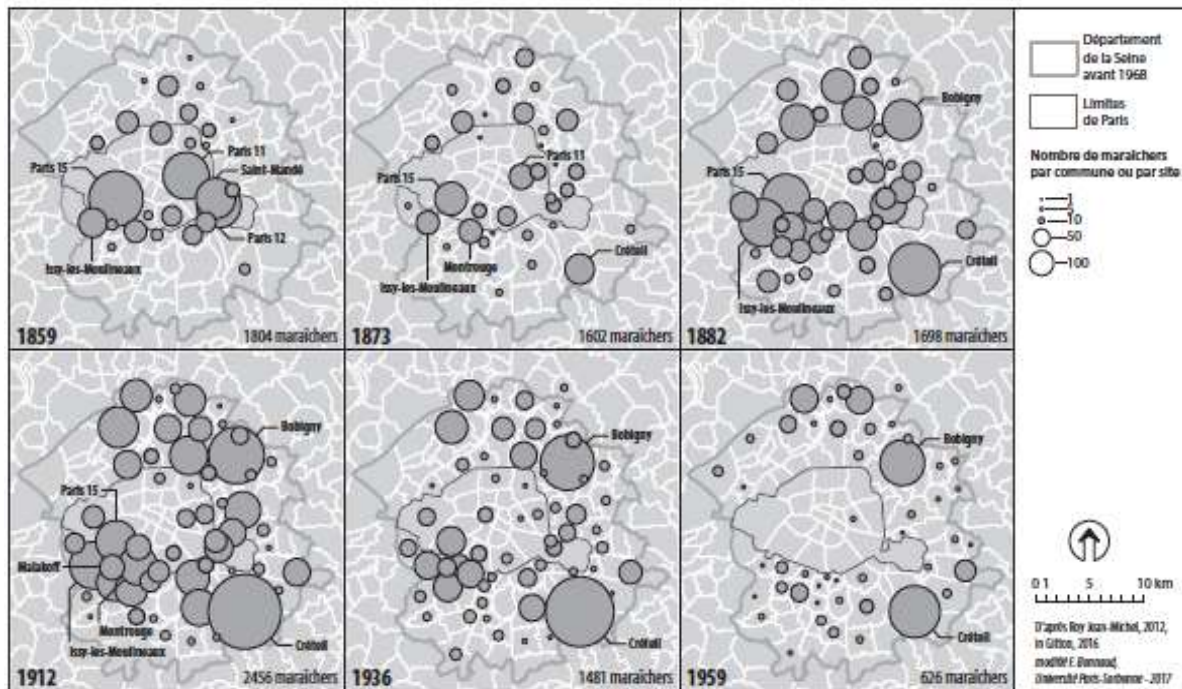 Paris 11
Saint-Mandé
Paris 15
Paris 12
Issy-les-Moulineaux
1859
1804 maraîchers
Paris 11
Paris 15
Montrouge
Créteil
Issy-les-Moulineaux
1873
1602 maraîchers
Bobigny
Paris 15
Créteil
Issy-les-Moulineaux
1882
1698 maraîchers
Bobigny
Paris 15
Malakoff
Montrouge
Issy-les-Moulineaux
Créteil
1912
2456 maraîchers
Bobigny
Créteil
1936
1481 maraîchers
Bobigny
Créteil
1959
626 maraîchers
Département
de la Seine
avant 1968
Limites
de Paris
Nombre de maraîchers
par commune ou par site
1
5
10
50
100
0 1 5 10 km
D'après Roy Jean-Michel, 2012,
in Gitton, 2016
modifié F. Bonnaud,
Université Paris-Sorbonne - 2017